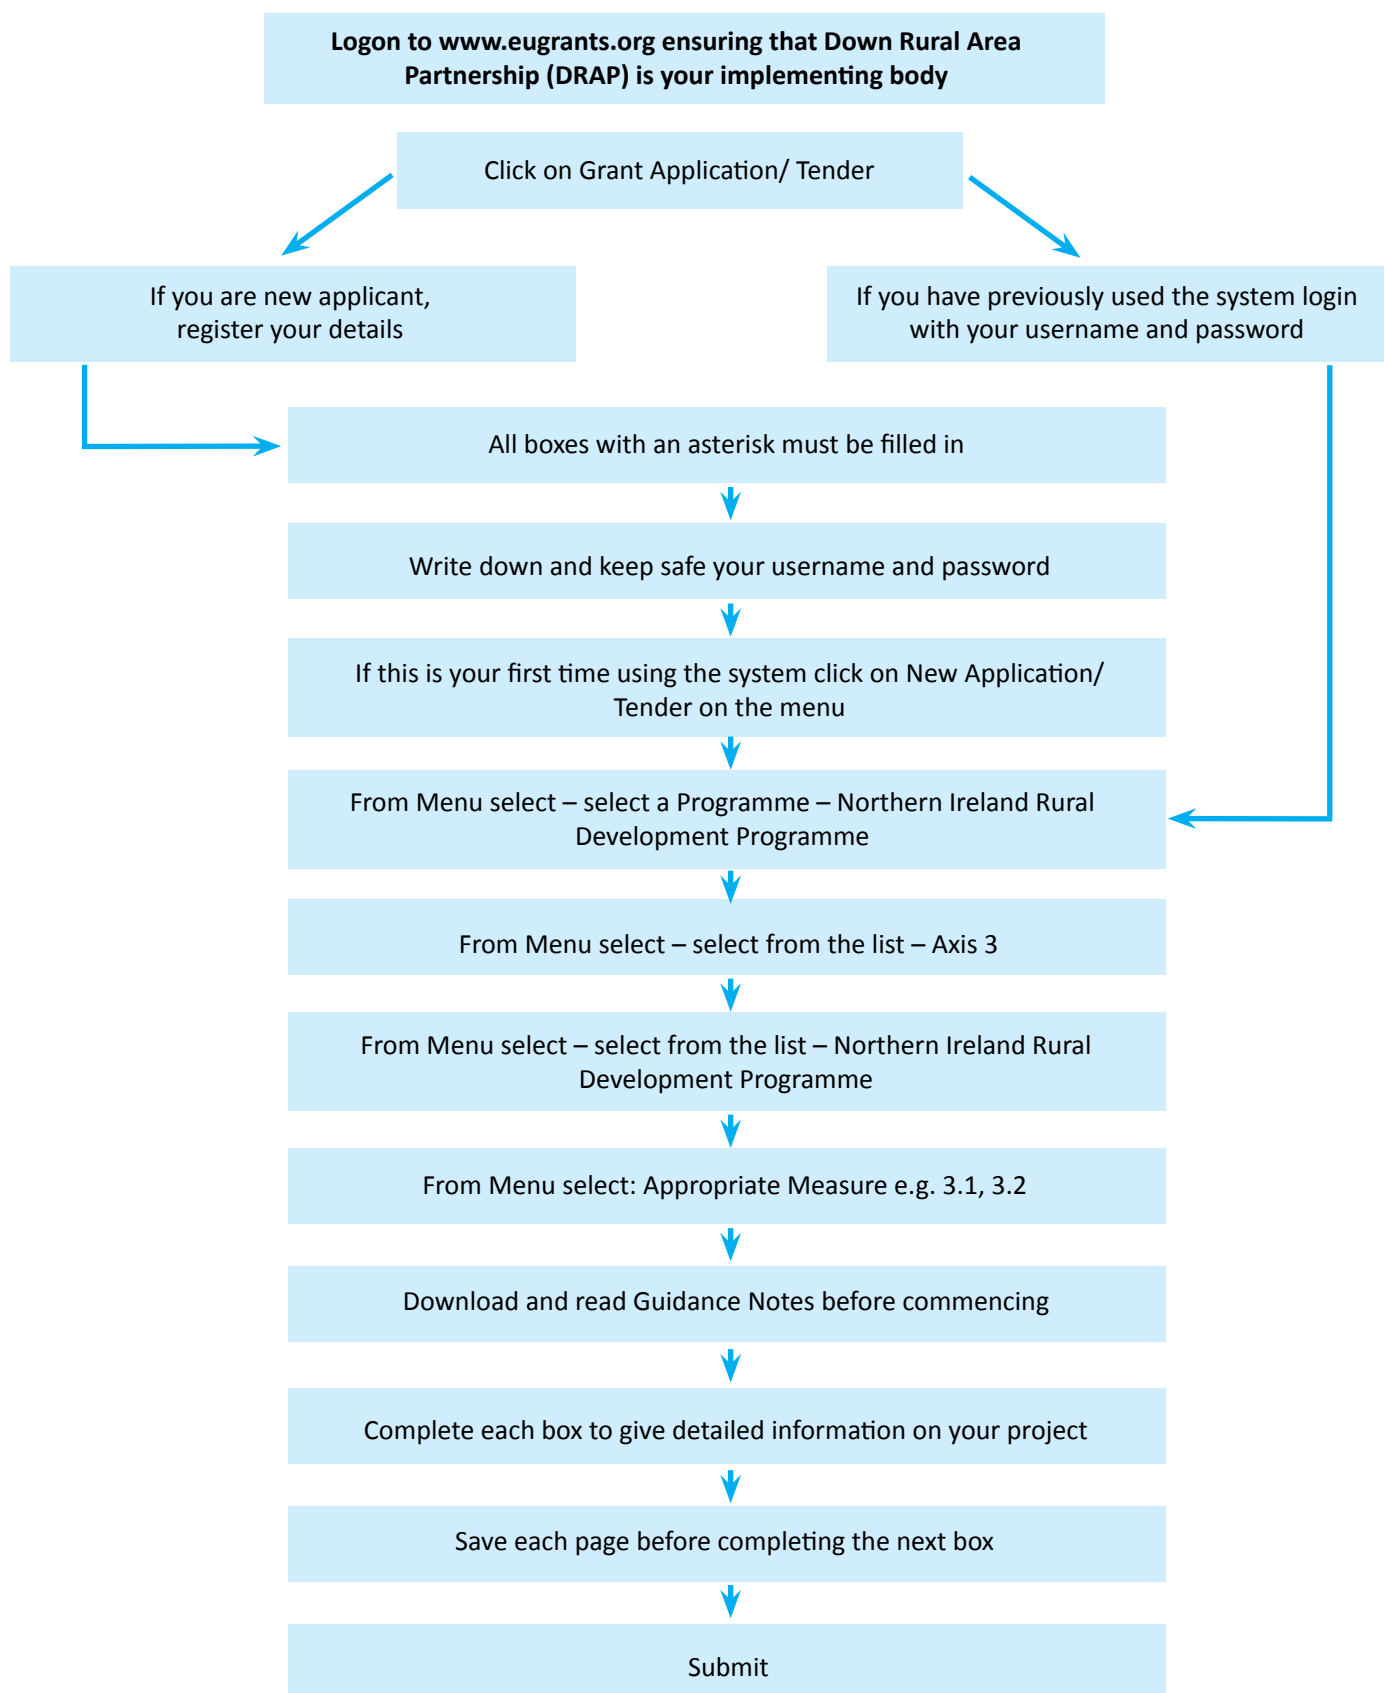 Logon to www.eugrants.org ensuring that Down Rural Area
Partnership (DRAP) is your implementing body
Click on Grant Application/ Tender
If you are new applicant,
register your details
If you have previously used the system login
with your username and password
All boxes with an asterisk must be filled in
Write down and keep safe your username and password
If this is your first time using the system click on New Application/
Tender on the menu
From Menu select – select a Programme – Northern Ireland Rural
Development Programme
From Menu select – select from the list – Axis 3
From Menu select – select from the list – Northern Ireland Rural
Development Programme
From Menu select: Appropriate Measure e.g. 3.1, 3.2
Download and read Guidance Notes before commencing
Complete each box to give detailed information on your project
Save each page before completing the next box
Submit